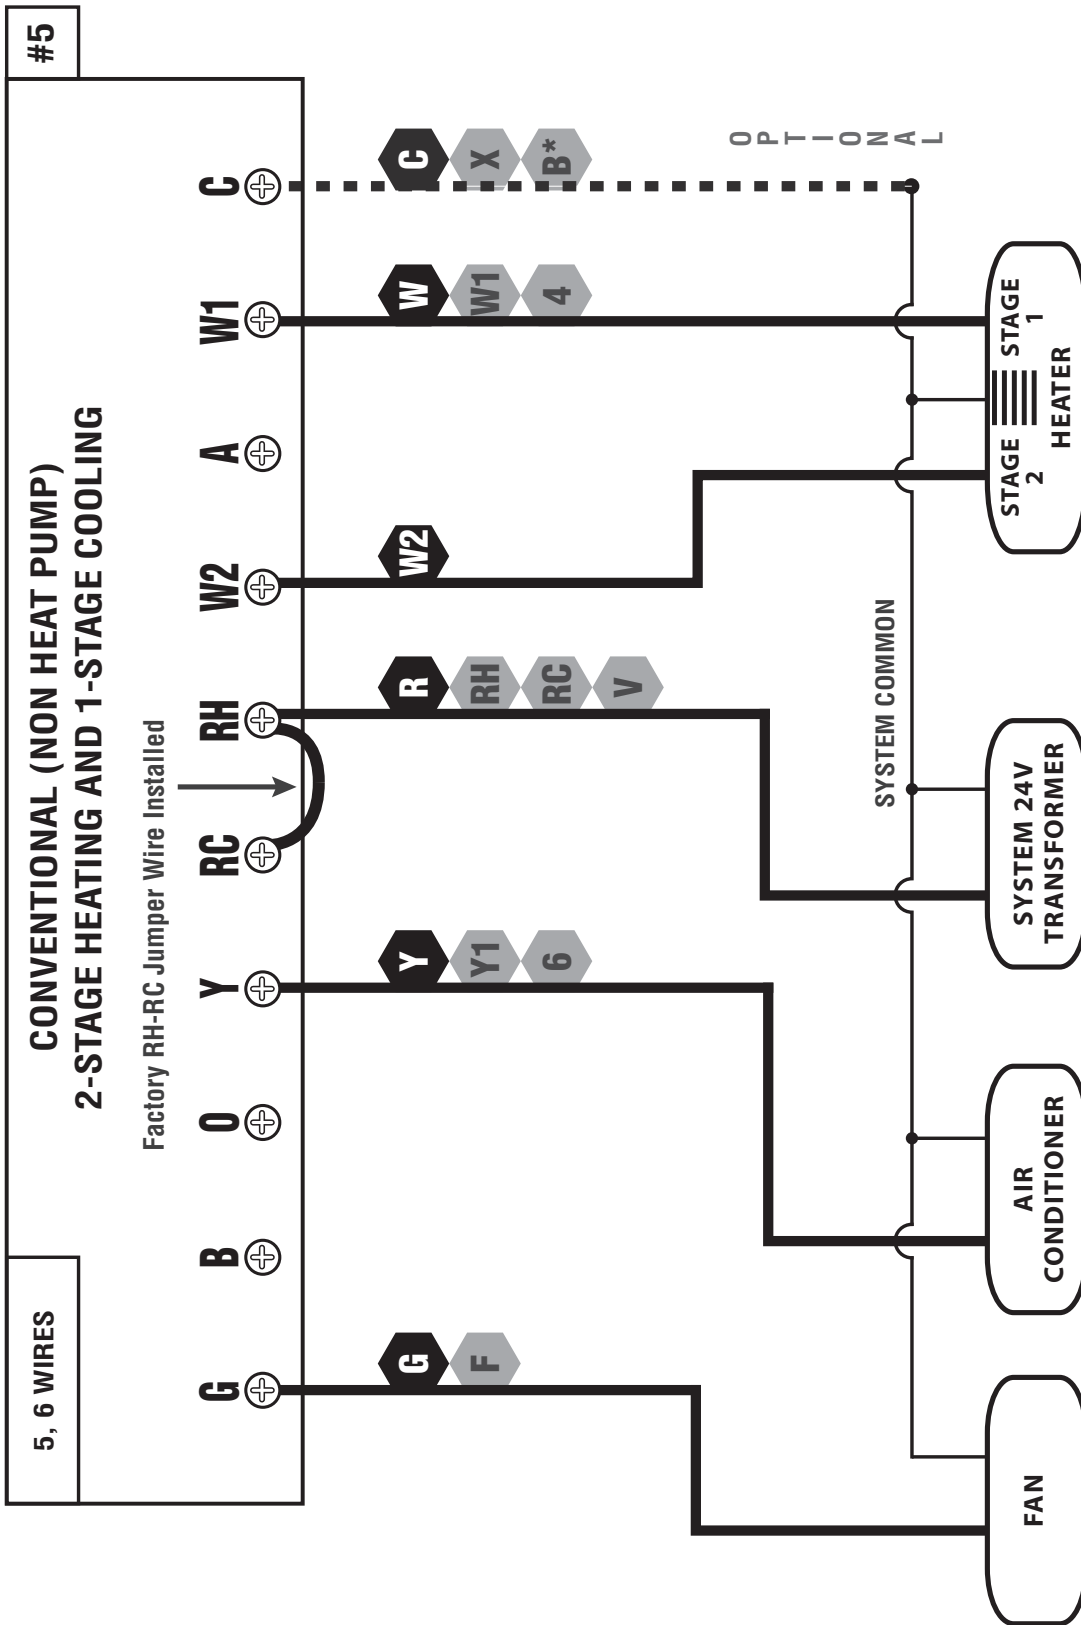 5, 6 WIRES
CONVENTIONAL (NON HEAT PUMP)
2-STAGE HEATING AND 1-STAGE COOLING
#5
Factory RH-RC Jumper Wire Installed
G B O Y RC RH W2 A W1 C
G Y R W2 W C
F Y1 RH W1 X
6 RC 4 B*
V
OPTIONAL
SYSTEM COMMON
FAN
AIR
CONDITIONER
SYSTEM 24V
TRANSFORMER
STAGE
2
STAGE
1
HEATER